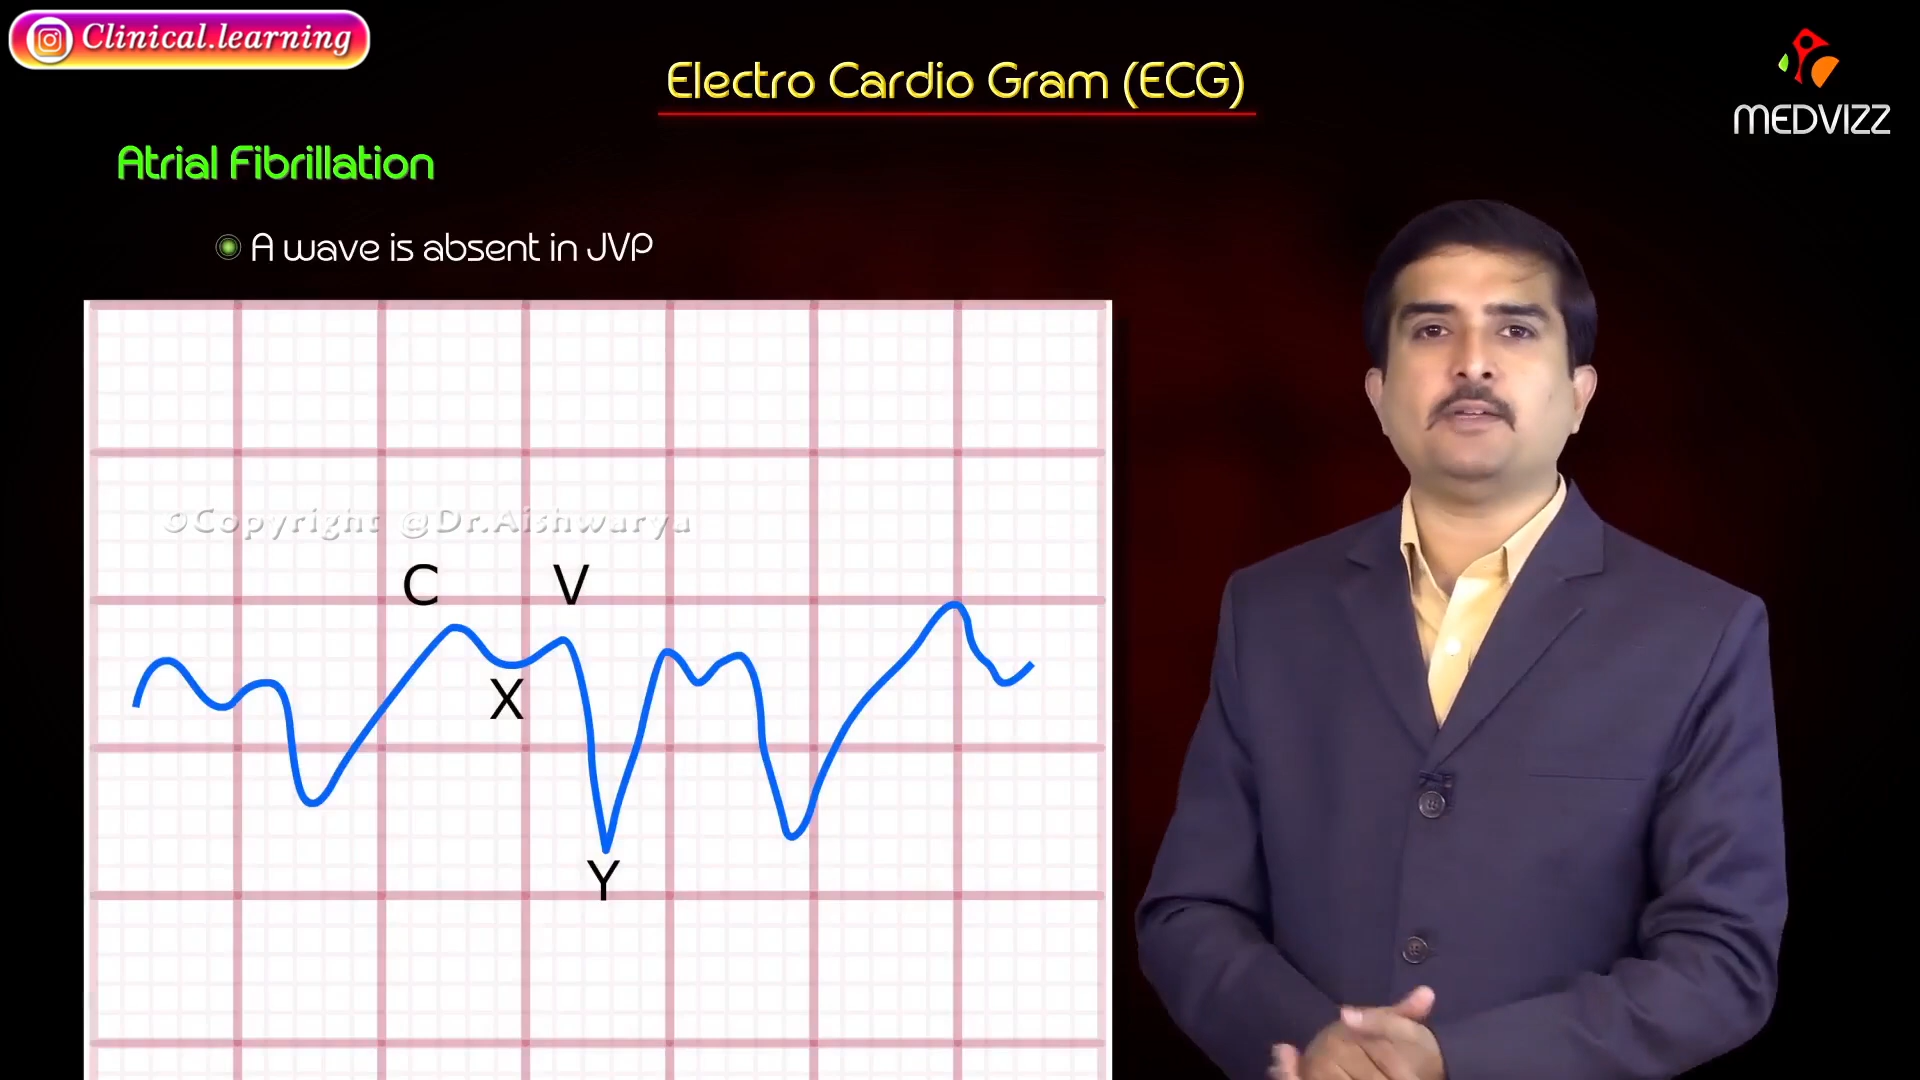 Clinical.learning
Electro Cardio Gram (ECG)
MEDVIZZ
Atrial Fibrillation
A wave is absent in JVP
©Copyright @Dr.Aishwarya
C
V
X
Y